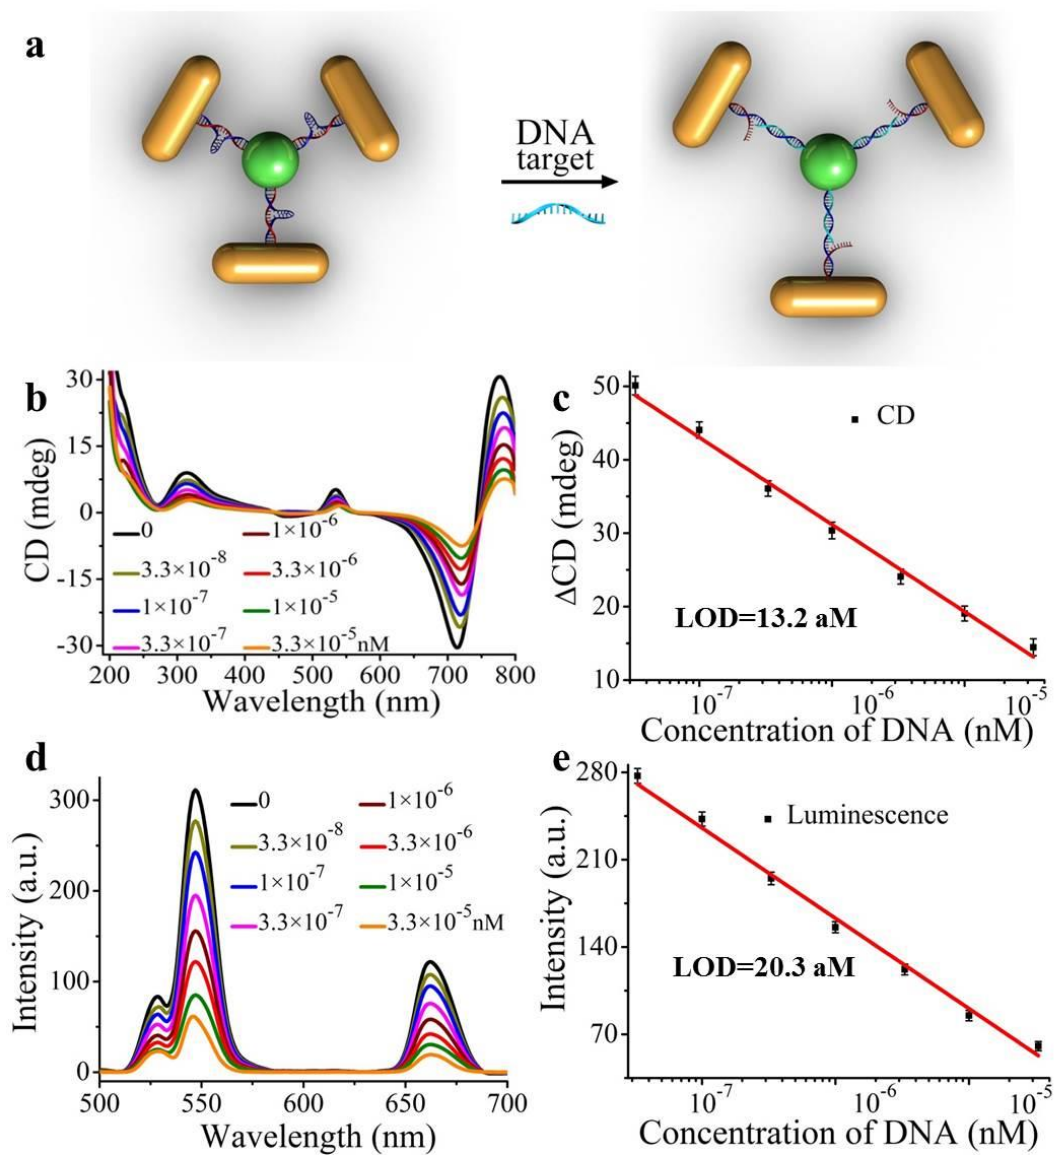 a
DNA
target
b
30
15
0
-15
-30
CD (mdeg)
0
3.3×10⁻⁸
1×10⁻⁷
3.3×10⁻⁷
1×10⁻⁶
3.3×10⁻⁶
1×10⁻⁵
3.3×10⁻⁵nM
200 300 400 500 600 700 800
Wavelength (nm)
c
50
40
30
20
10
ΔCD (mdeg)
CD
LOD=13.2 aM
10⁻⁷ 10⁻⁶ 10⁻⁵
Concentration of DNA (nM)
d
300
200
100
0
Intensity (a.u.)
0
3.3×10⁻⁸
1×10⁻⁷
3.3×10⁻⁷
1×10⁻⁶
3.3×10⁻⁶
1×10⁻⁵
3.3×10⁻⁵nM
500 550 600 650 700
Wavelength (nm)
e
280
210
140
70
Intensity (a.u.)
Luminescence
LOD=20.3 aM
10⁻⁷ 10⁻⁶ 10⁻⁵
Concentration of DNA (nM)